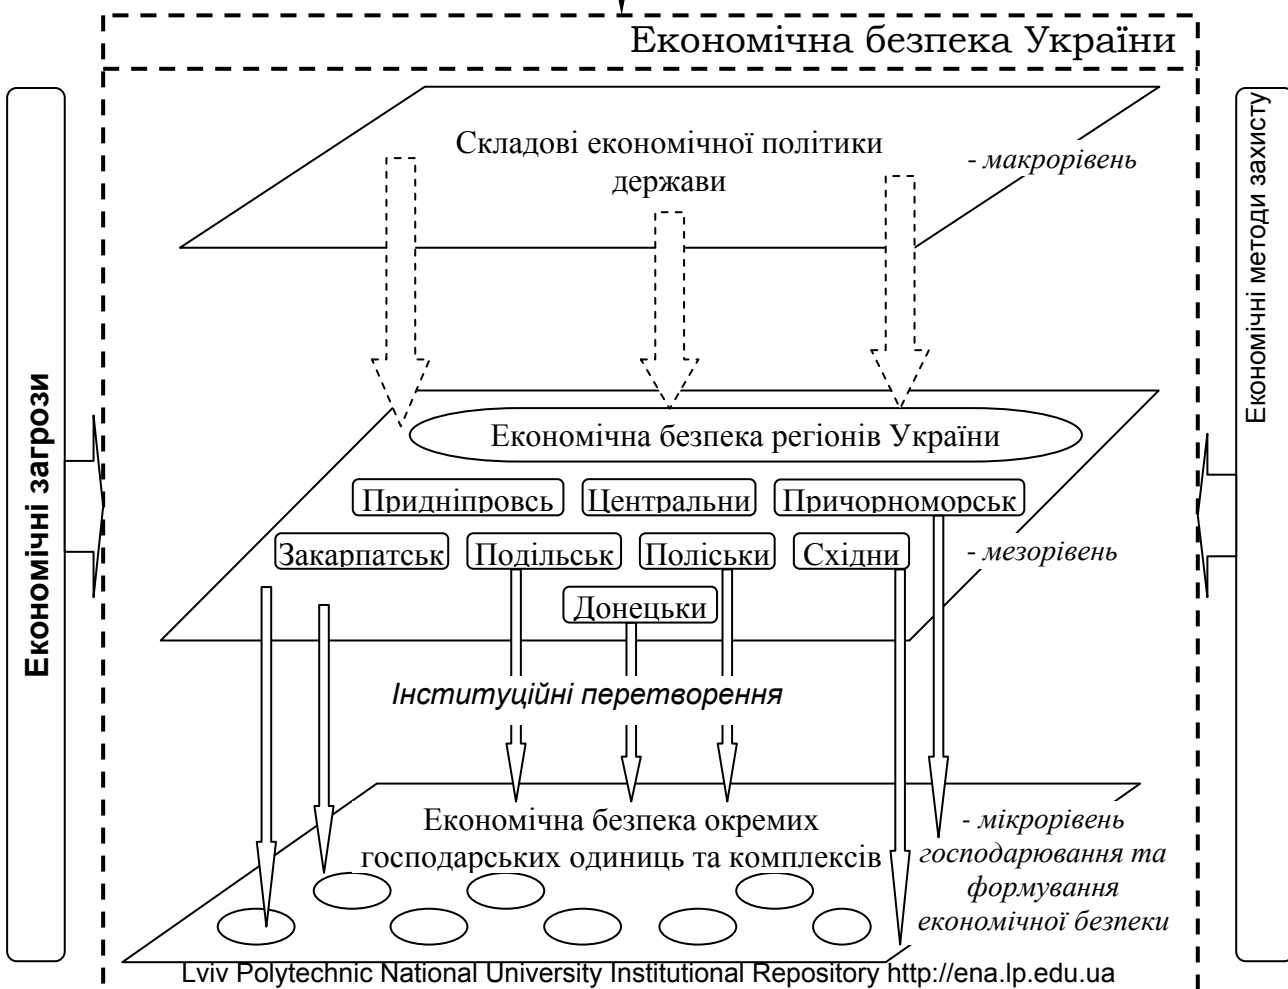 Економічна безпека України
Економічні загрози
Економічні методи захисту
Складові економічної політики
держави
- макрорівень
Економічна безпека регіонів України
Придніпровсь
Центральни
Причорноморськ
Закарпатськ
Подільськ
Поліськи
Східни
- мезорівень
Донецьки
Інституційні перетворення
Економічна безпека окремих
господарських одиниць та комплексів
- мікрорівень
господарювання та
формування
економічної безпеки
Lviv Polytechnic National University Institutional Repository http://ena.lp.edu.ua